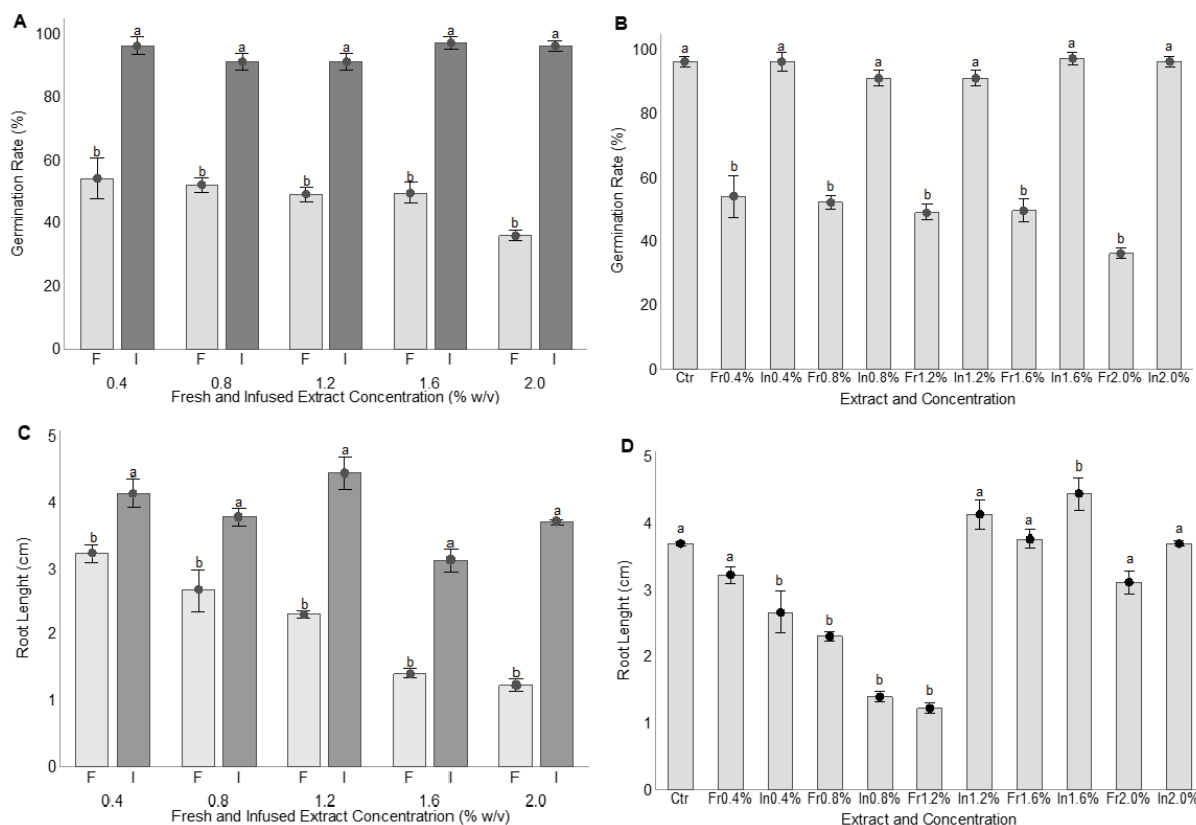 A
100
80
60
40
20
0
Germination Rate (%)
b a b a b a b a b a
F I F I F I F I F I
0.4 0.8 1.2 1.6 2.0
Fresh and Infused Extract Concentration (% w/v)
B
100
80
60
40
20
0
Germination Rate (%)
a b a b a b a b a b a
Ctr Fr0.4% In0.4% Fr0.8% In0.8% Fr1.2% In1.2% Fr1.6% In1.6% Fr2.0% In2.0%
Extract and Concentration
C
5
4
3
2
1
0
Root Lenght (cm)
b a b a b a b a b a
F I F I F I F I F I
0.4 0.8 1.2 1.6 2.0
Fresh and Infused Extract Concentratrion (% w/v)
D
5
4
3
2
1
0
Root Lenght (cm)
a a b b b b a a b a a
Ctr Fr0.4% In0.4% Fr0.8% In0.8% Fr1.2% In1.2% Fr1.6% In1.6% Fr2.0% In2.0%
Extract and Concentration